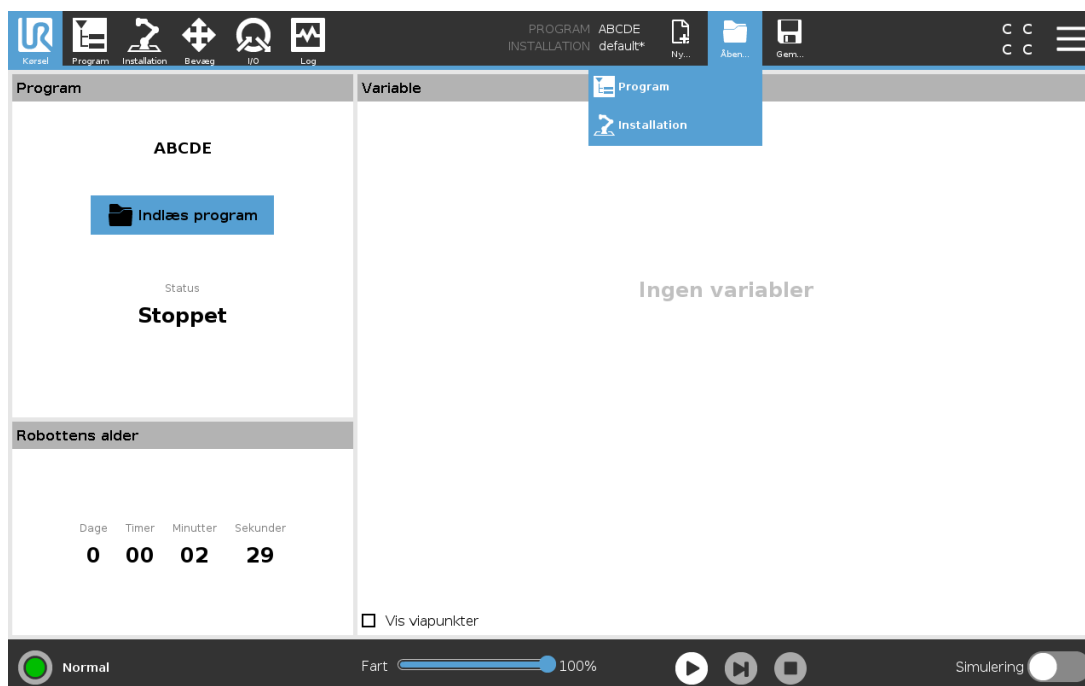 PROGRAM ABCDE
INSTALLATION default*
Kørsel Program Installation Bevæg I/O Log Ny... Åben... Gem...
C C
C C
Program
Installation
Program
Variable
ABCDE
Indlæs program
Status
Stoppet
Ingen variabler
Robottens alder
Dage Timer Minutter Sekunder
0 00 02 29
Vis viapunkter
Normal
Fart 100%
Simulering